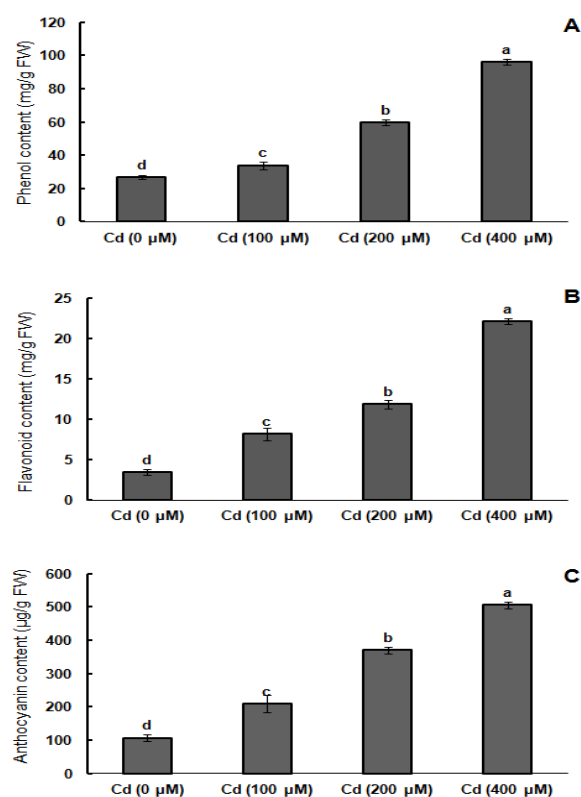 A
Phenol content (mg/g FW)
120
100
80
60
40
20
0
d
c
b
a
Cd (0 µM)
Cd (100 µM)
Cd (200 µM)
Cd (400 µM)
B
Flavonoid content (mg/g FW)
25
20
15
10
5
0
d
c
b
a
Cd (0 µM)
Cd (100 µM)
Cd (200 µM)
Cd (400 µM)
C
Anthocyanin content (µg/g FW)
600
500
400
300
200
100
0
d
c
b
a
Cd (0 µM)
Cd (100 µM)
Cd (200 µM)
Cd (400 µM)